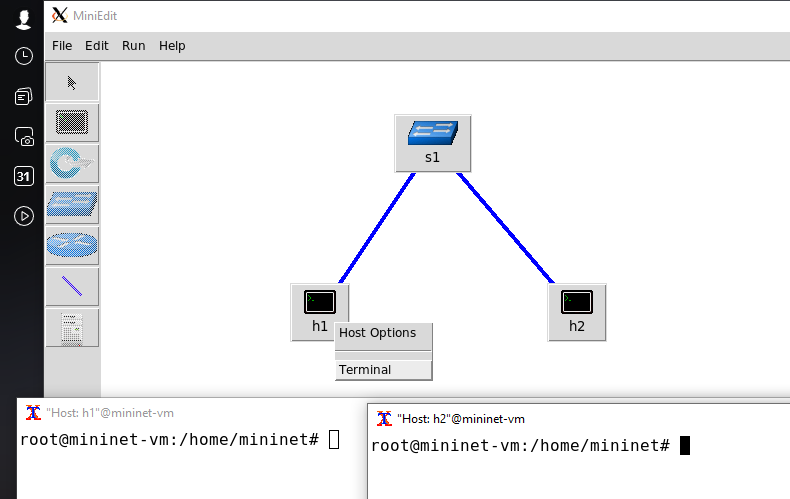 MiniEdit
File Edit Run Help
31
s1
h1
h2
Host Options
Terminal
"Host: h1"@mininet-vm
root@mininet-vm:/home/mininet#
"Host: h2"@mininet-vm
root@mininet-vm:/home/mininet#